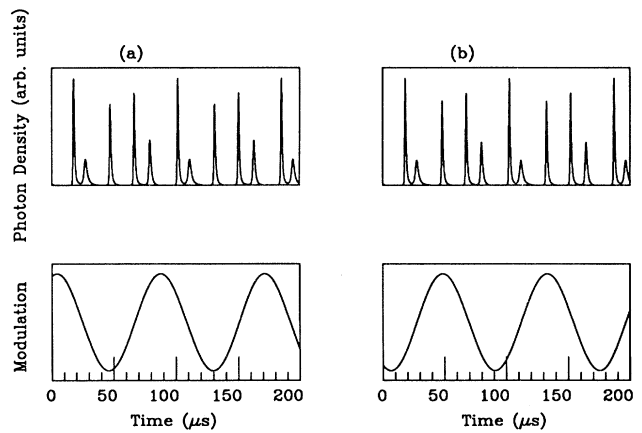 (a) (b)
Photon Density (arb. units)
Modulation
0 50 100 150 200 0 50 100 150 200
Time (μs) Time (μs)